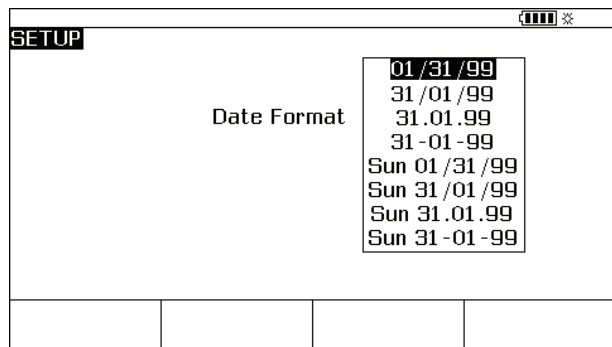 SETUP
Date Format
01/31/99
31/01/99
31.01.99
31-01-99
Sun 01/31/99
Sun 31/01/99
Sun 31.01.99
Sun 31-01-99